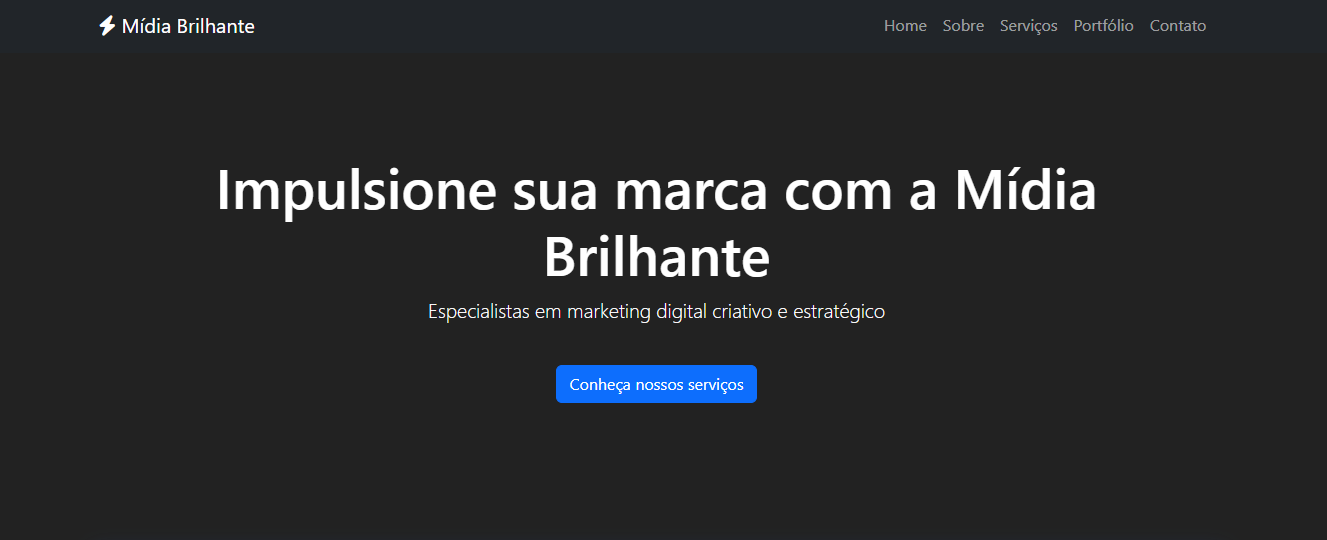 Mídia Brilhante
Home Sobre Serviços Portfólio Contato
Impulsione sua marca com a Mídia
Brilhante
Especialistas em marketing digital criativo e estratégico
Conheça nossos serviços